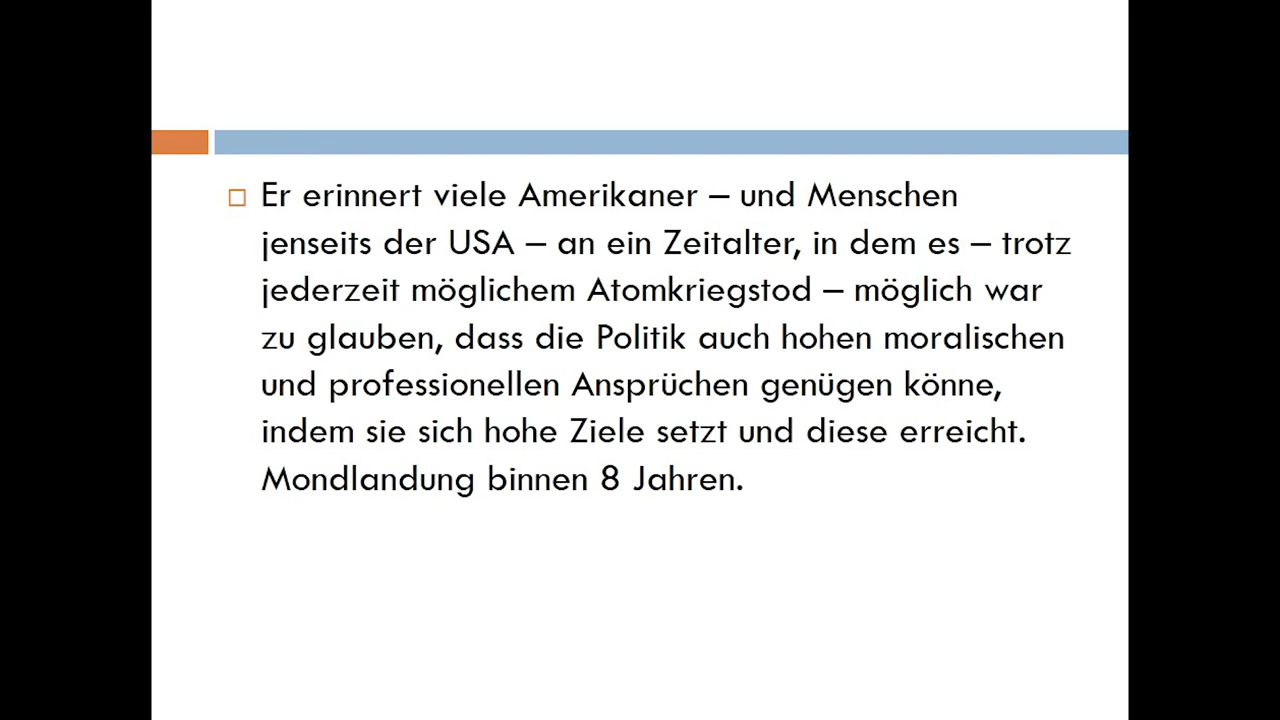 Er erinnert viele Amerikaner – und Menschen
jenseits der USA – an ein Zeitalter, in dem es – trotz
jederzeit möglichem Atomkriegstod – möglich war
zu glauben, dass die Politik auch hohen moralischen
und professionellen Ansprüchen genügen könne,
indem sie sich hohe Ziele setzt und diese erreicht.
Mondlandung binnen 8 Jahren.